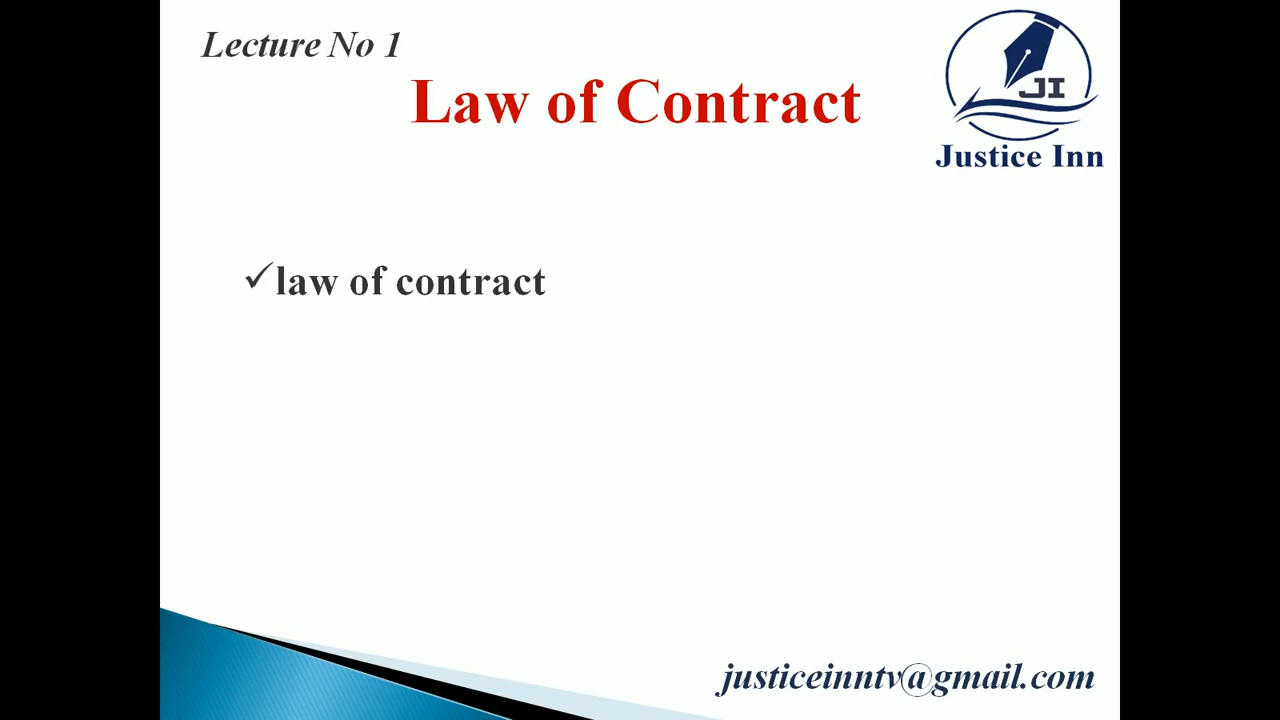 Lecture No 1
Law of Contract
JI
Justice Inn
✓law of contract
justiceinntv@gmail.com